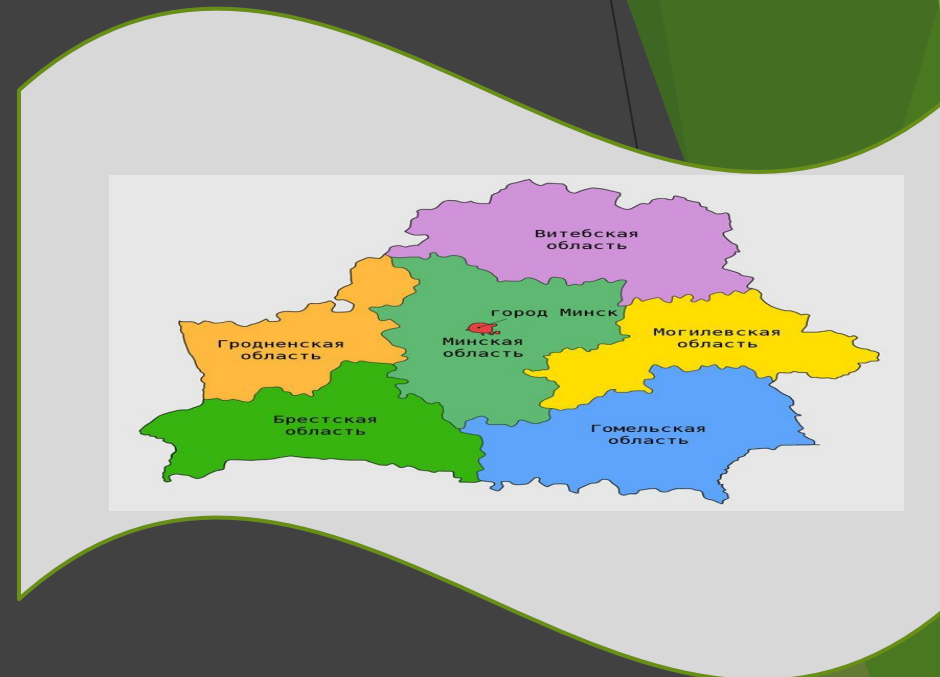 Витебская
область
город Минск
Минская
область
Гродненская
область
Могилевская
область
Брестская
область
Гомельская
область